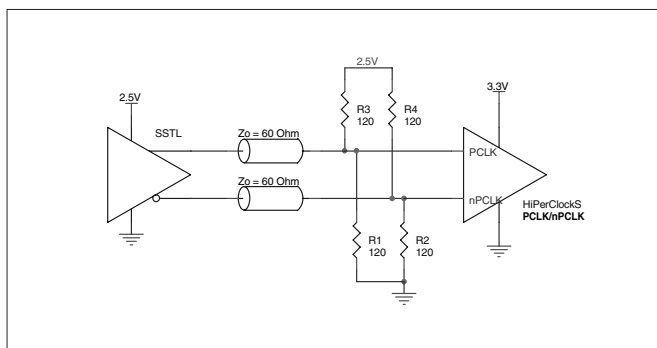 2.5V
SSTL
Zo = 60 Ohm
Zo = 60 Ohm
2.5V
R3
120
R4
120
R1
120
R2
120
3.3V
PCLK
nPCLK
HiPerClockS
PCLK/nPCLK